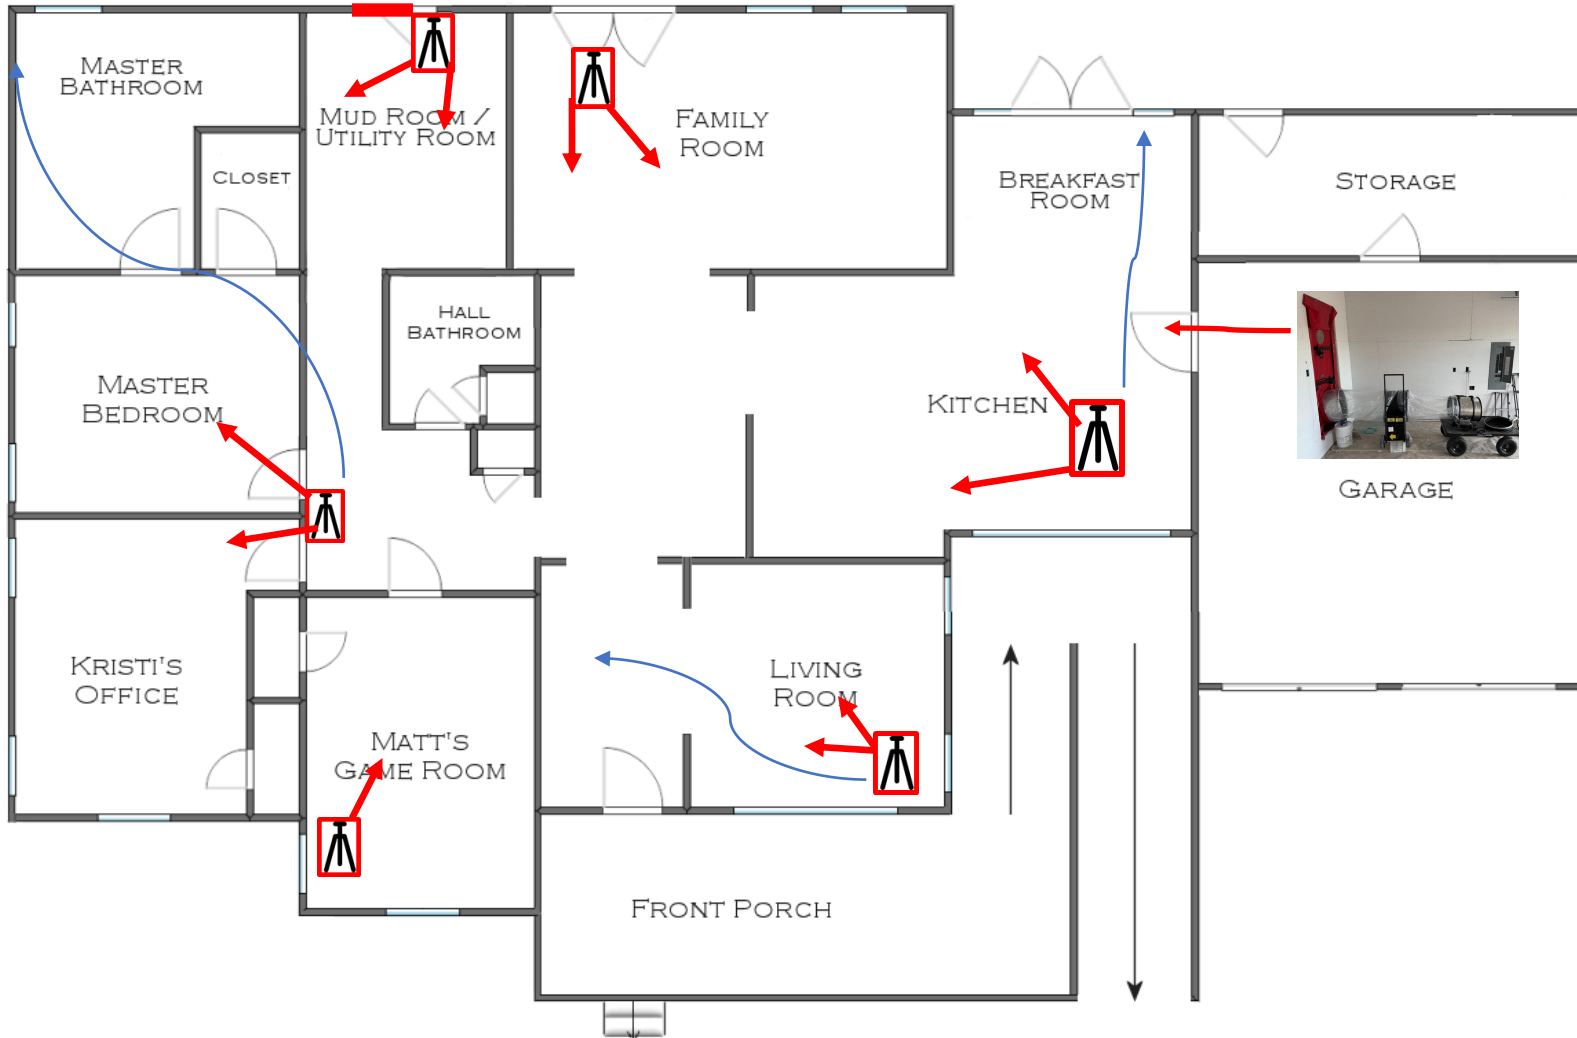 MASTER
BATHROOM
MUD ROOM /
UTILITY ROOM
FAMILY
ROOM
CLOSET
BREAKFAST
ROOM
STORAGE
HALL
BATHROOM
MASTER
BEDROOM
KITCHEN
GARAGE
KRISTI'S
OFFICE
LIVING
ROOM
MATT'S
GAME ROOM
FRONT PORCH